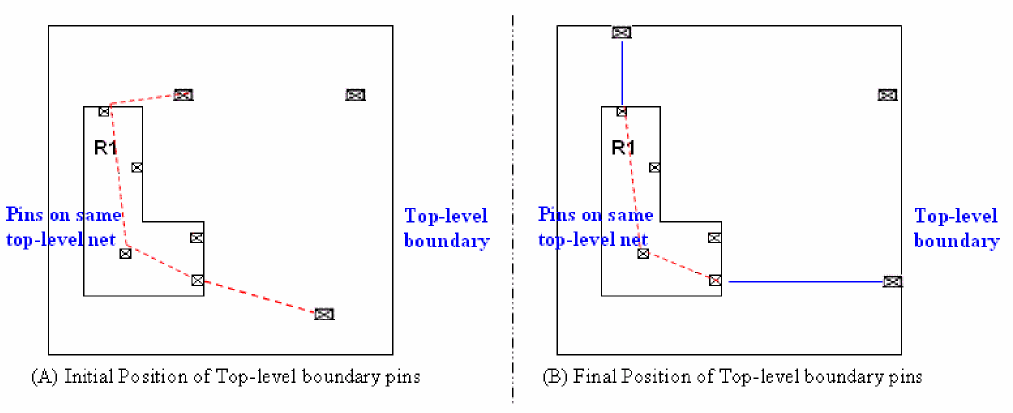 R1
Pins on same
top-level net
Top-level
boundary
(A) Initial Position of Top-level boundary pins
R1
Pins on same
top-level net
Top-level
boundary
(B) Final Position of Top-level boundary pins